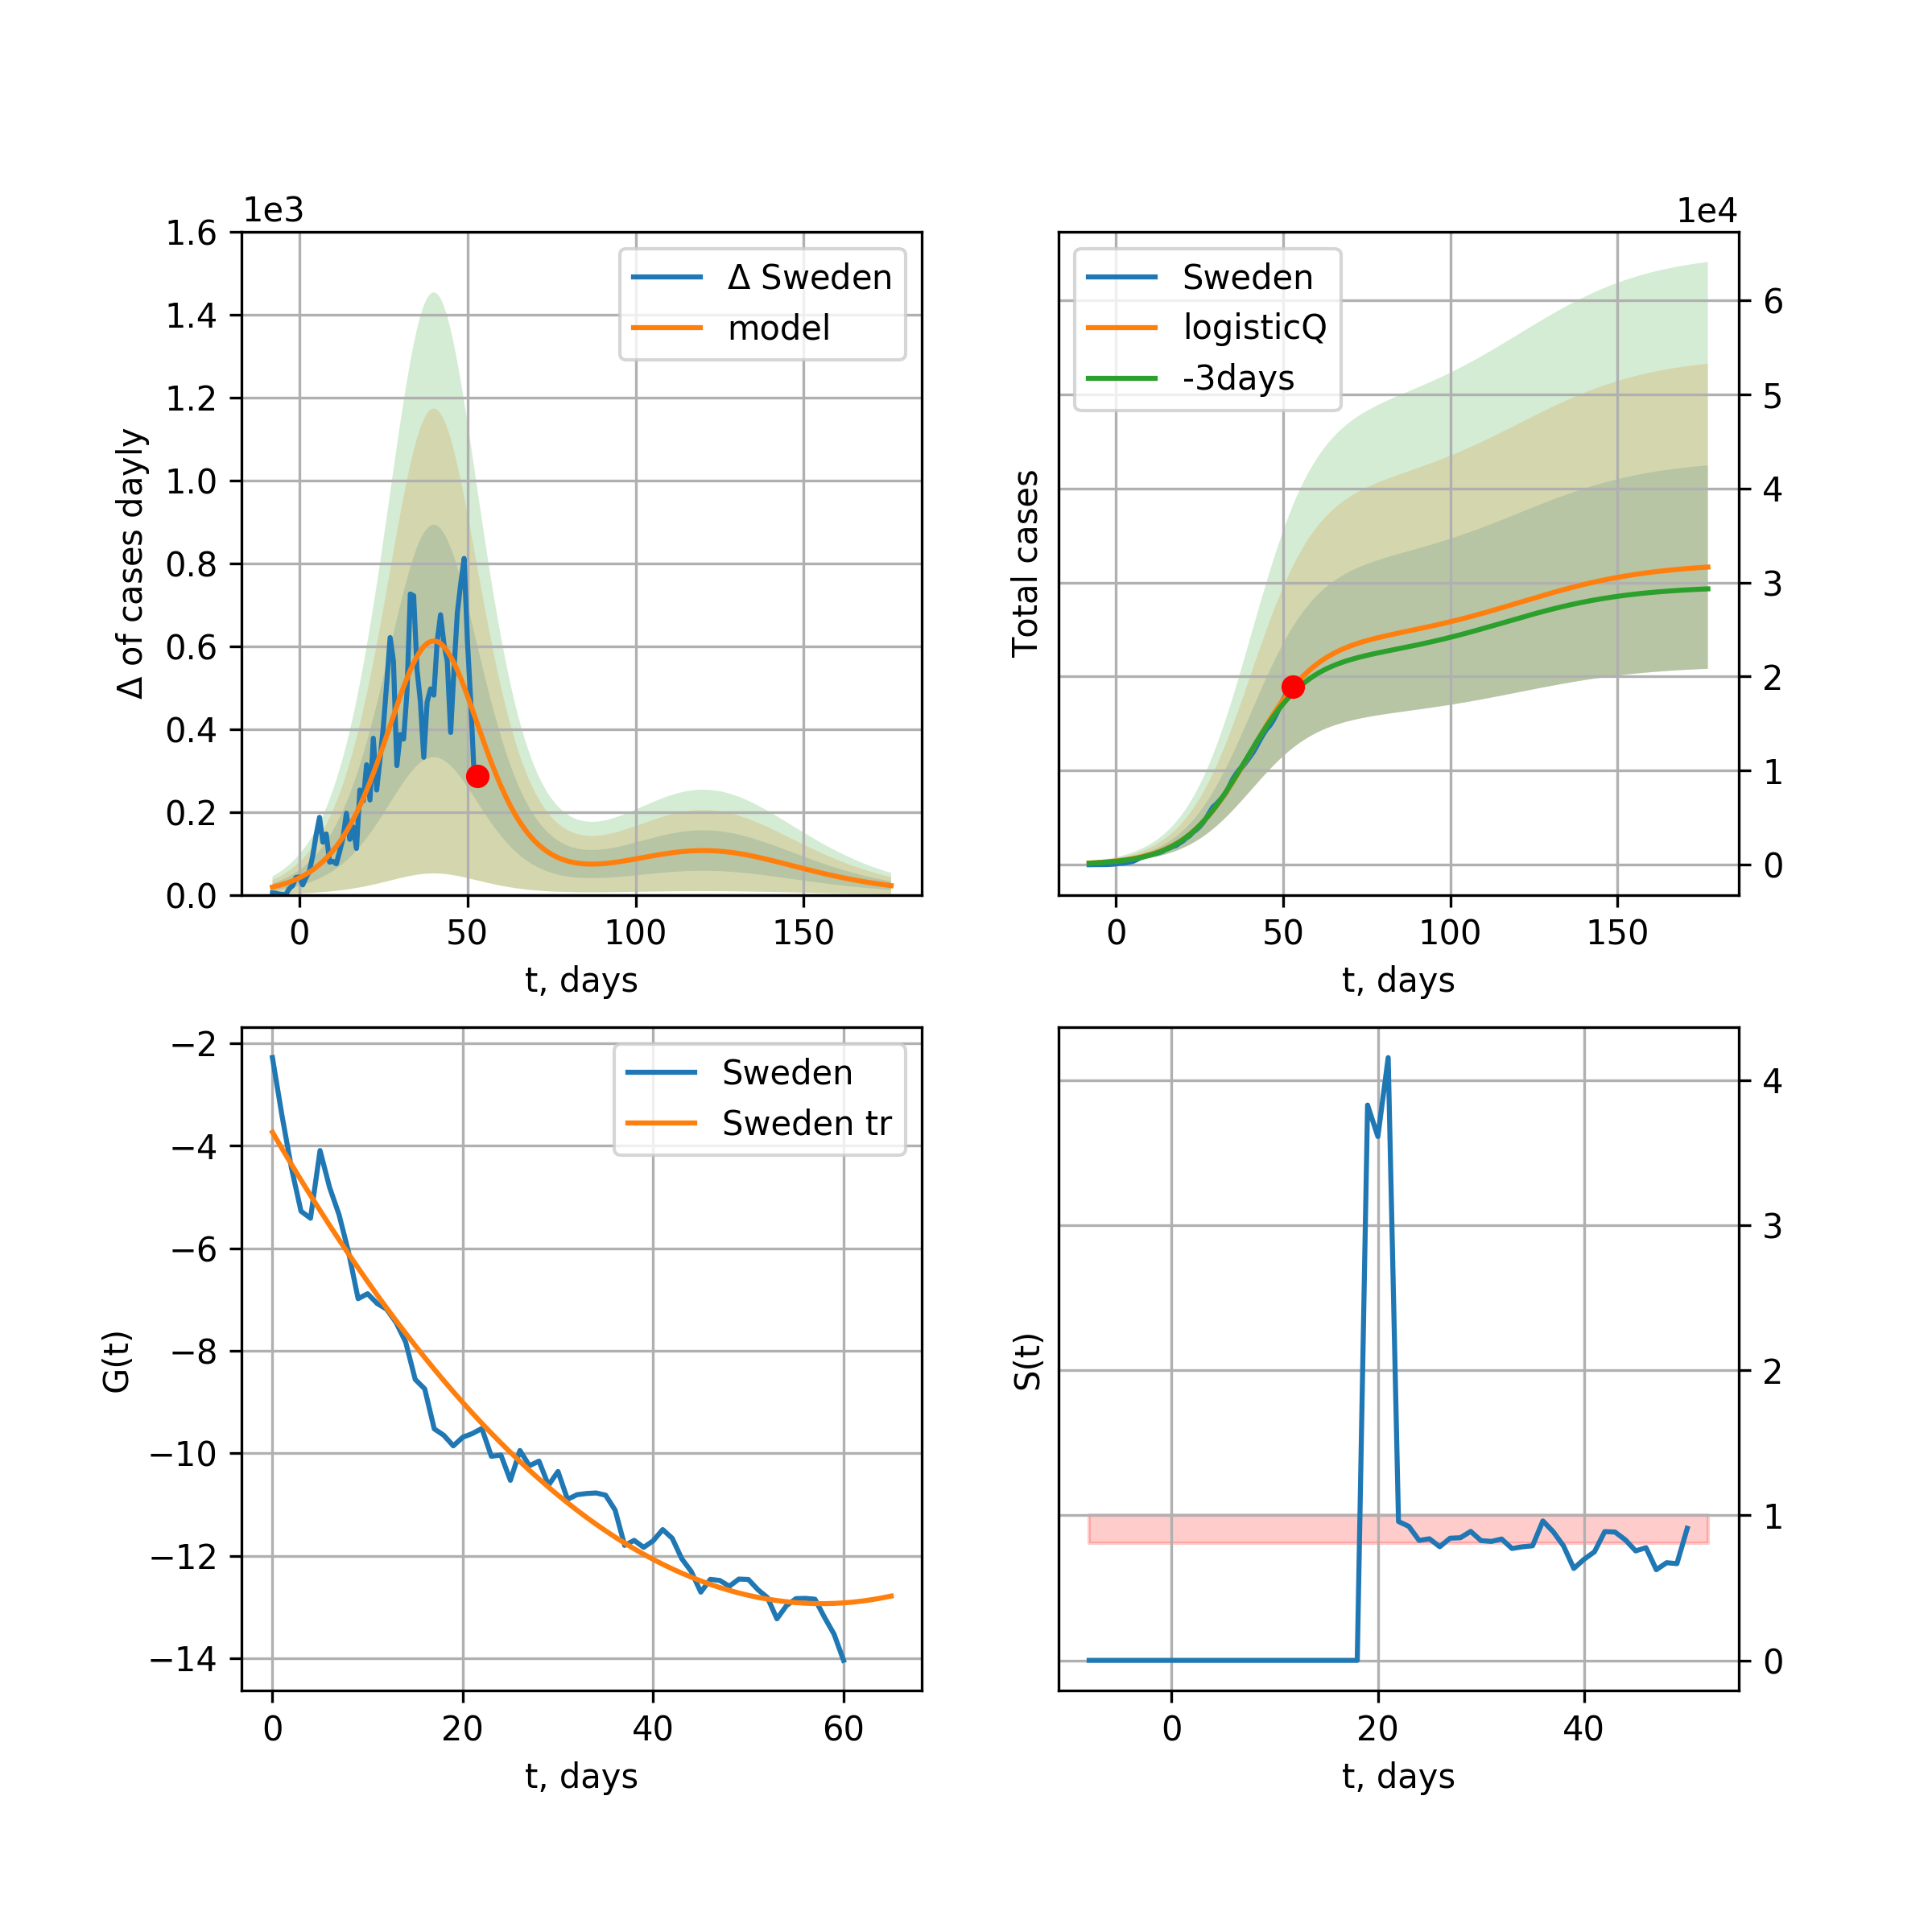 1e3
1.6
1.4
1.2
1.0
0.8
0.6
0.4
0.2
0.0
Δ of cases dayly
Δ Sweden
model
0 50 100 150
t, days
1e4
Sweden
logisticQ
-3days
Total cases
6
5
4
3
2
1
0
0 50 100 150
t, days
−2
−4
−6
−8
−10
−12
−14
G(t)
Sweden
Sweden tr
0 20 40 60
t, days
S(t)
4
3
2
1
0
0 20 40
t, days